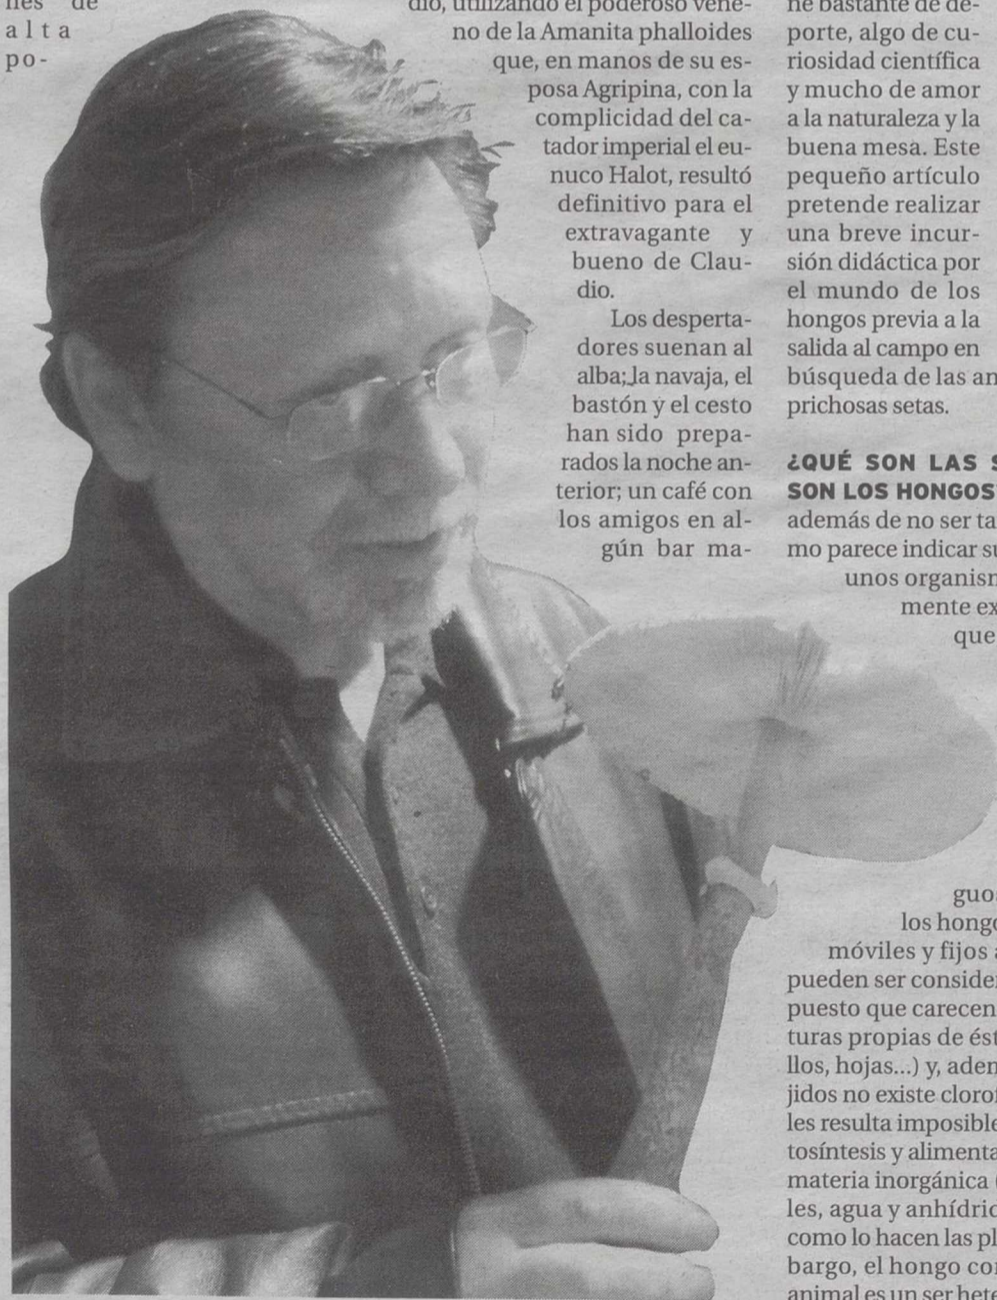 nes de
alta
po-
dio, utilizando el poderoso vene-
no de la Amanita phalloides
que, en manos de su es-
posa Agripina, con la
complicidad del ca-
tador imperial el eu-
nuco Halot, resultó
definitivo para el
extravagante y
bueno de Clau-
dio.
Los desperta-
dores suenan al
alba; la navaja, el
bastón y el cesto
han sido prepa-
rados la noche an-
terior; un café con
los amigos en al-
gún bar ma-
ne bastante de de-
porte, algo de cu-
riosidad científica
y mucho de amor
a la naturaleza y la
buena mesa. Este
pequeño artículo
pretende realizar
una breve incur-
sión didáctica por
el mundo de los
hongos previa a la
salida al campo en
búsqueda de las an
prichosas setas.
¿QUÉ SON LAS S
SON LOS HONGOS
además de no ser ta
mo parece indicar su
unos organism
mente ex
que
guo
los hongo
móviles y fijos a
pueden ser consider
puesto que carecen
turas propias de ést
llos, hojas...) y, adem
jidos no existe clorof
les resulta imposible
tosíntesis y alimenta
materia inorgánica (
les, agua y anhídric
como lo hacen las pl
bargo, el hongo con
animal es un ser hete